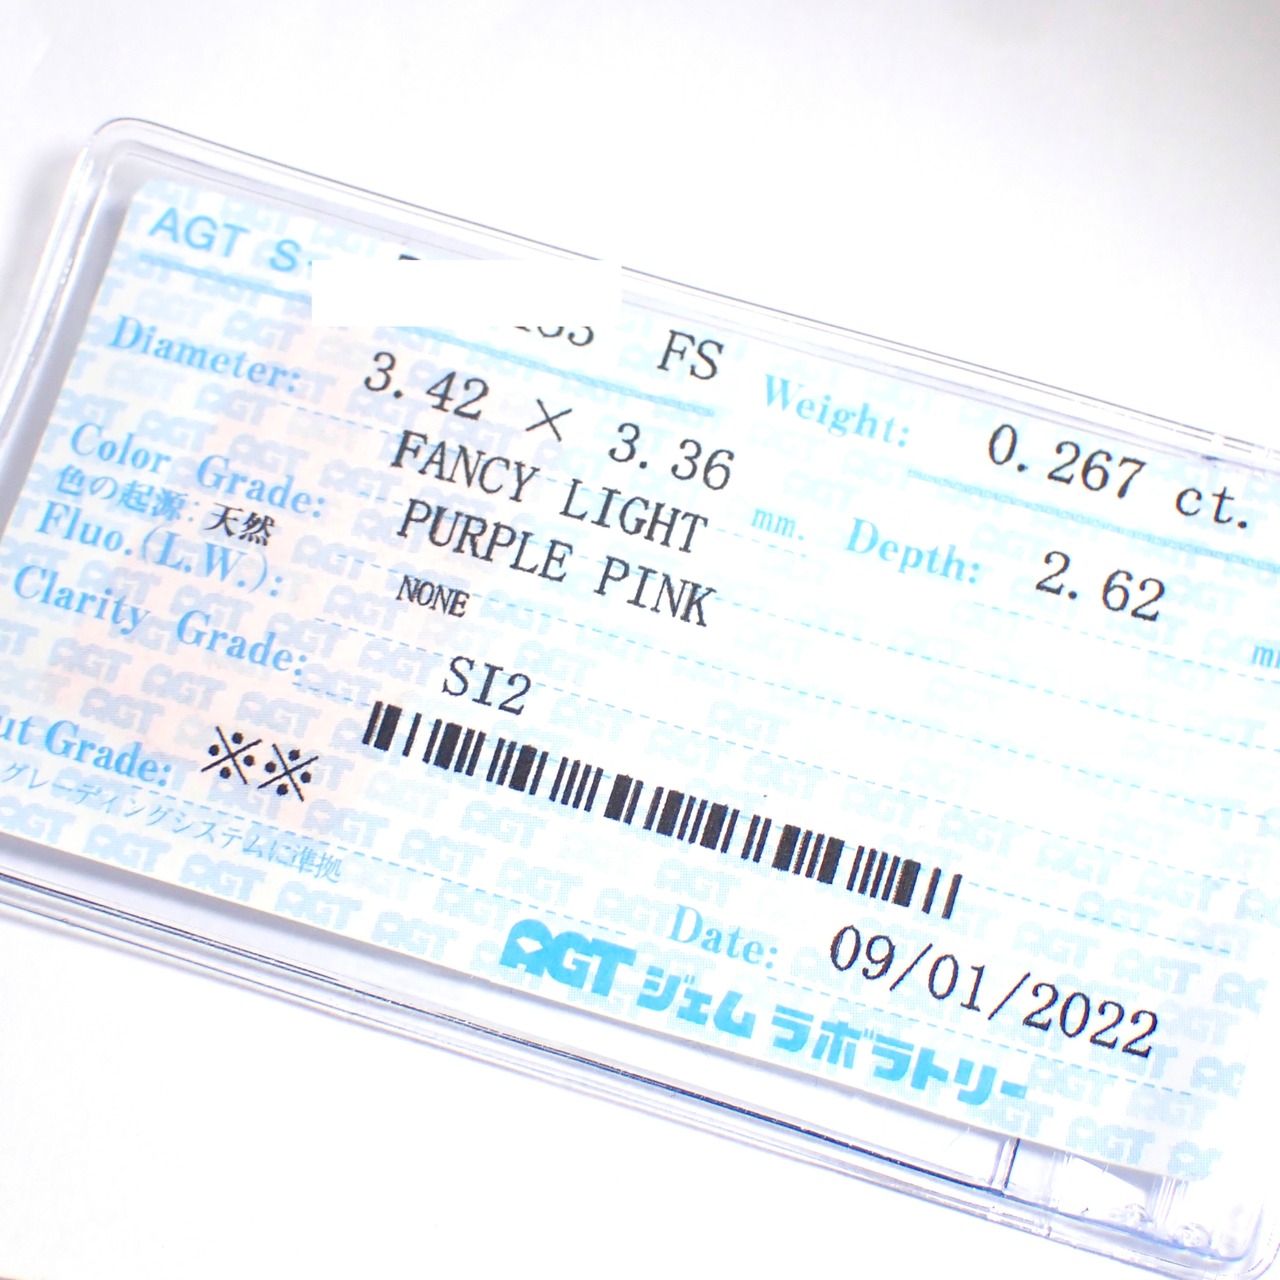 AGT S
FS
Weight: 0.267 ct.
Diameter: 3.42 × 3.36 mm. Depth: 2.62
Color Grade: FANCY LIGHT
色の起源: 天然 PURPLE PINK
Fluo.(L.W.): NONE
Clarity Grade: SI2
Grade: ※※
グレーディングシステムに準拠
Date: 09/01/2022
AGT ジェム ラボラトリー